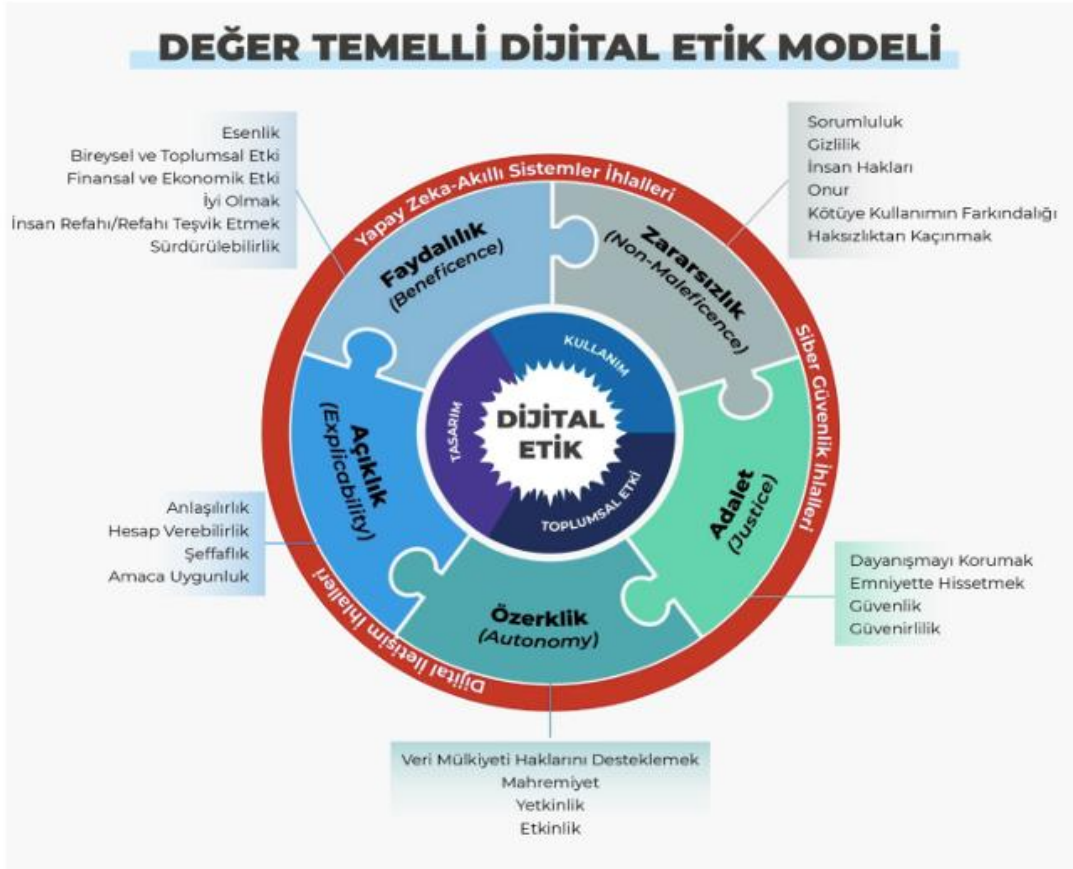 DEĞER TEMELLİ DİJİTAL ETİK MODELİ
Esenlik
Bireysel ve Toplumsal Etki
Finansal ve Ekonomik Etki
İyi Olmak
İnsan Refahı/Refahı Teşvik Etmek
Sürdürülebilirlik
Sorumluluk
Gizlilik
İnsan Hakları
Onur
Kötüye Kullanımın Farkındalığı
Haksızlıktan Kaçınmak
Yapay Zeka-Akıllı Sistemler İhlalleri
Siber Güvenlik İhlalleri
Dijital İletişim İhlalleri
Faydalılık
(Beneficence)
Zararsızlık
(Non-Maleficence)
Açıklık
(Explicability)
Adalet
(Justice)
Özerklik
(Autonomy)
TASARIM
KULLANIM
TOPLUMSAL ETKİ
DİJİTAL
ETİK
Anlaşılırlık
Hesap Verebilirlik
Şeffaflık
Amaca Uygunluk
Dayanışmayı Korumak
Emniyette Hissetmek
Güvenlik
Güvenirlilik
Veri Mülkiyeti Haklarını Desteklemek
Mahremiyet
Yetkinlik
Etkinlik